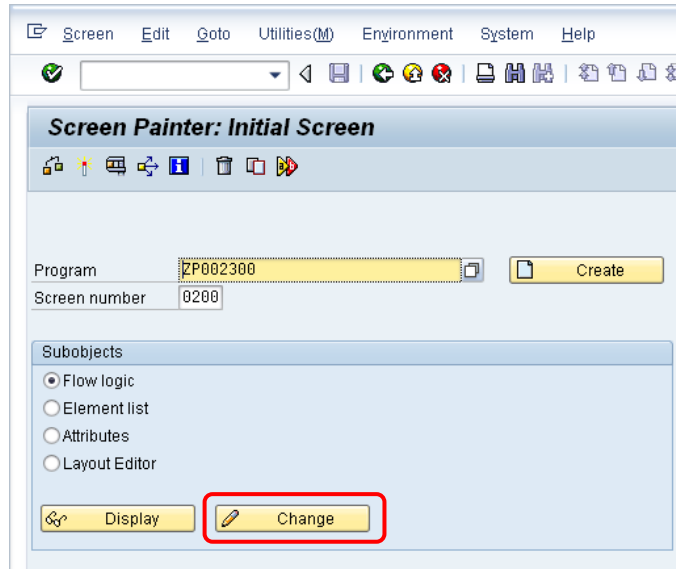 Screen Edit Goto Utilities(M) Environment System Help
Screen Painter: Initial Screen
Program ZP002300 Create
Screen number 0200
Subobjects
Flow logic
Element list
Attributes
Layout Editor
Display Change